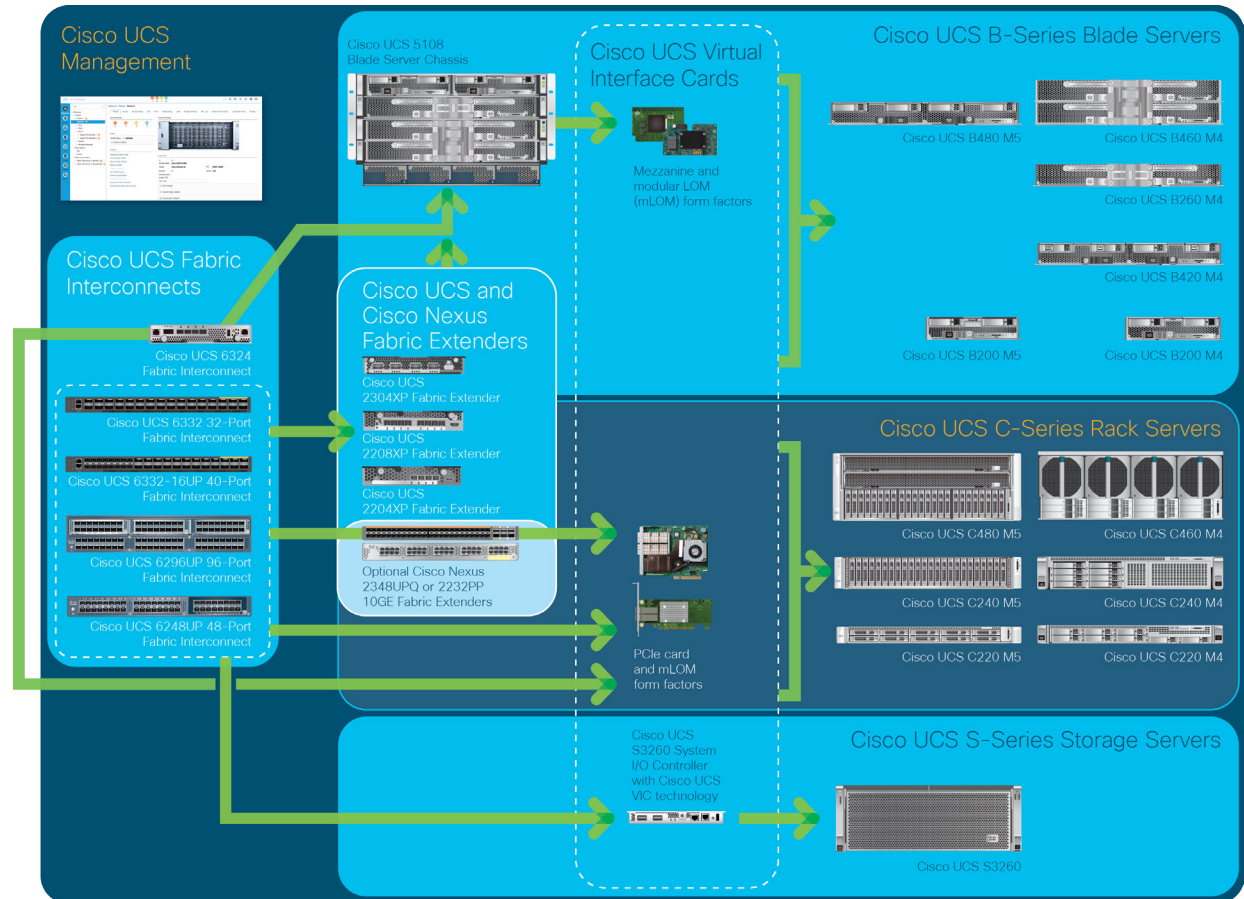 Cisco UCS
Management
Cisco UCS Fabric
Interconnects
Cisco UCS 6324
Fabric Interconnect
Cisco UCS 6332 32-Port
Fabric Interconnect
Cisco UCS 6332-16UP 40-Port
Fabric Interconnect
Cisco UCS 6296UP 96-Port
Fabric Interconnect
Cisco UCS 6248UP 48-Port
Fabric Interconnect
Cisco UCS 5108
Blade Server Chassis
Cisco UCS and
Cisco Nexus
Fabric Extenders
Cisco UCS
2304XP Fabric Extender
Cisco UCS
2208XP Fabric Extender
Cisco UCS
2204XP Fabric Extender
Optional Cisco Nexus
2348UPQ or 2232PP
10GE Fabric Extenders
Cisco UCS Virtual
Interface Cards
Mezzanine and
modular LOM
(mLOM) form factors
PCIe card
and mLOM
form factors
Cisco UCS
S3260 System
I/O Controller
with Cisco UCS
VIC technology
Cisco UCS B-Series Blade Servers
Cisco UCS B480 M5
Cisco UCS B460 M4
Cisco UCS B260 M4
Cisco UCS B420 M4
Cisco UCS B200 M5
Cisco UCS B200 M4
Cisco UCS C-Series Rack Servers
Cisco UCS C480 M5
Cisco UCS C460 M4
Cisco UCS C240 M5
Cisco UCS C240 M4
Cisco UCS C220 M5
Cisco UCS C220 M4
Cisco UCS S-Series Storage Servers
Cisco UCS S3260